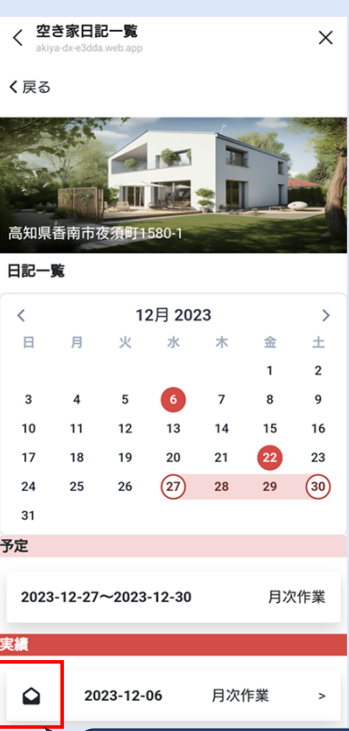 空き家日記一覧
akiya-dx-e3dda.web.app
戻る
高知県香南市夜須町1580-1
日記一覧
< 12月 2023 >
日 月 火 水 木 金 土
1 2
3 4 5 6 7 8 9
10 11 12 13 14 15 16
17 18 19 20 21 22 23
24 25 26 27 28 29 30
31
予定
2023-12-27〜2023-12-30 月次作業
実績
2023-12-06 月次作業 >